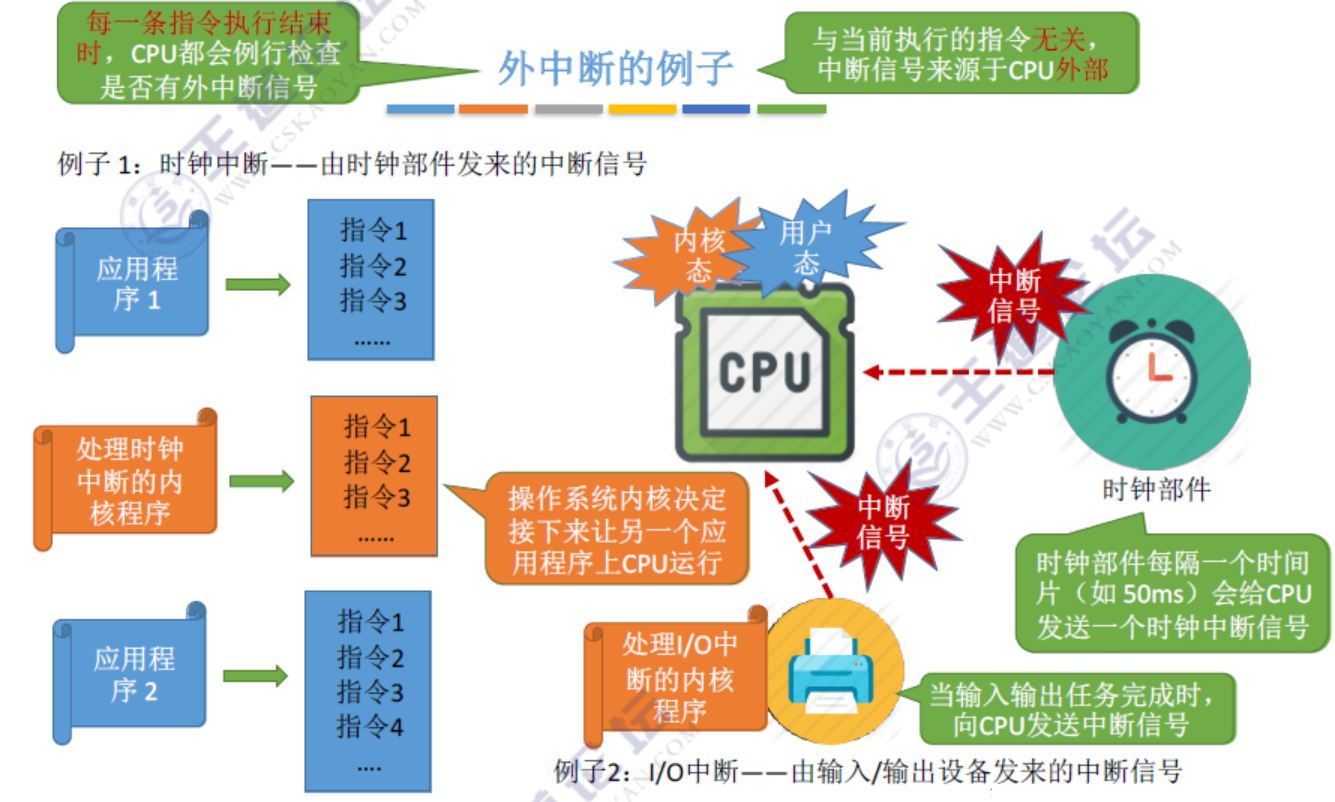 每一条指令执行结束
时，CPU都会例行检查
是否有外中断信号
外中断的例子
与当前执行的指令无关，
中断信号来源于CPU外部
例子 1：时钟中断——由时钟部件发来的中断信号
应用程
序 1
指令1
指令2
指令3
……
内核
态
用户
态
CPU
中断
信号
时钟部件
时钟部件每隔一个时间
片（如 50ms）会给CPU
发送一个时钟中断信号
处理时钟
中断的内
核程序
指令1
指令2
指令3
……
操作系统内核决定
接下来让另一个应
用程序上CPU运行
中断
信号
应用程
序 2
指令1
指令2
指令3
指令4
....
处理I/O中
断的内核
程序
当输入输出任务完成时，
向CPU发送中断信号
例子2：I/O中断——由输入/输出设备发来的中断信号
王道论坛
WWW.CSKAOYAN.COM